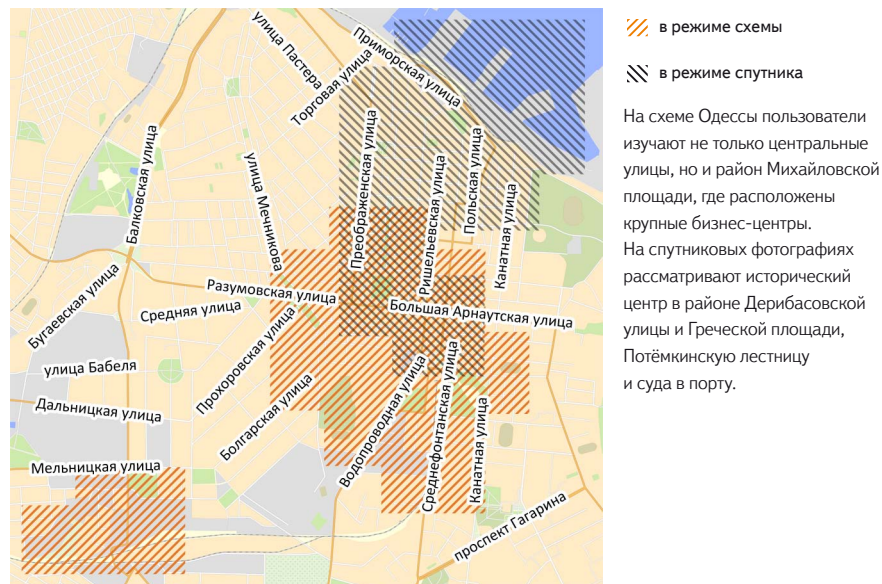 улица Пастера
Торговая улица
Приморская улица
Балковская улица
улица Мечникова
Преображенская улица
Ришельевская улица
Польская улица
Канатная улица
Бугаевская улица
Разумовская улица
Средняя улица
Большая Арнаутская улица
улица Бабеля
Прохоровская улица
Дальницкая улица
Болгарская улица
Водопроводная улица
Среднефонтанская улица
Канатная улица
Мельницкая улица
проспект Гагарина
в режиме схемы
в режиме спутника
На схеме Одессы пользователи
изучают не только центральные
улицы, но и район Михайловской
площади, где расположены
крупные бизнес-центры.
На спутниковых фотографиях
рассматривают исторический
центр в районе Дерибасовской
улицы и Греческой площади,
Потёмкинскую лестницу
и суда в порту.